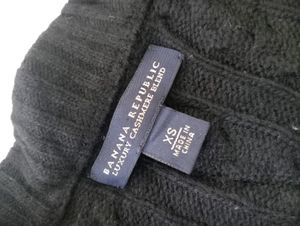 BANANA REPUBLIC
LUXURY CASHMERE BLEND
XS
MADE IN
CHINA